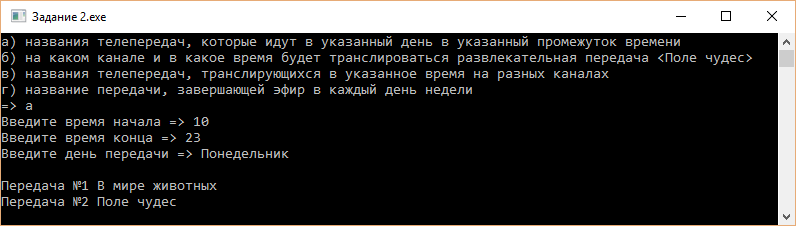 Задание 2.exe
а) названия телепередач, которые идут в указанный день в указанный промежуток времени
б) на каком канале и в какое время будет транслироваться развлекательная передача <Поле чудес>
в) названия телепередач, транслирующихся в указанное время на разных каналах
г) название передачи, завершающей эфир в каждый день недели
=> а
Введите время начала => 10
Введите время конца => 23
Введите день передачи => Понедельник
Передача №1 В мире животных
Передача №2 Поле чудес